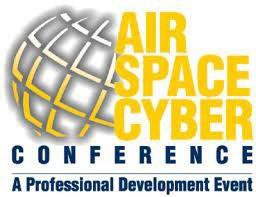 AIR
SPACE
CYBER
CONFERENCE
A Professional Development Event